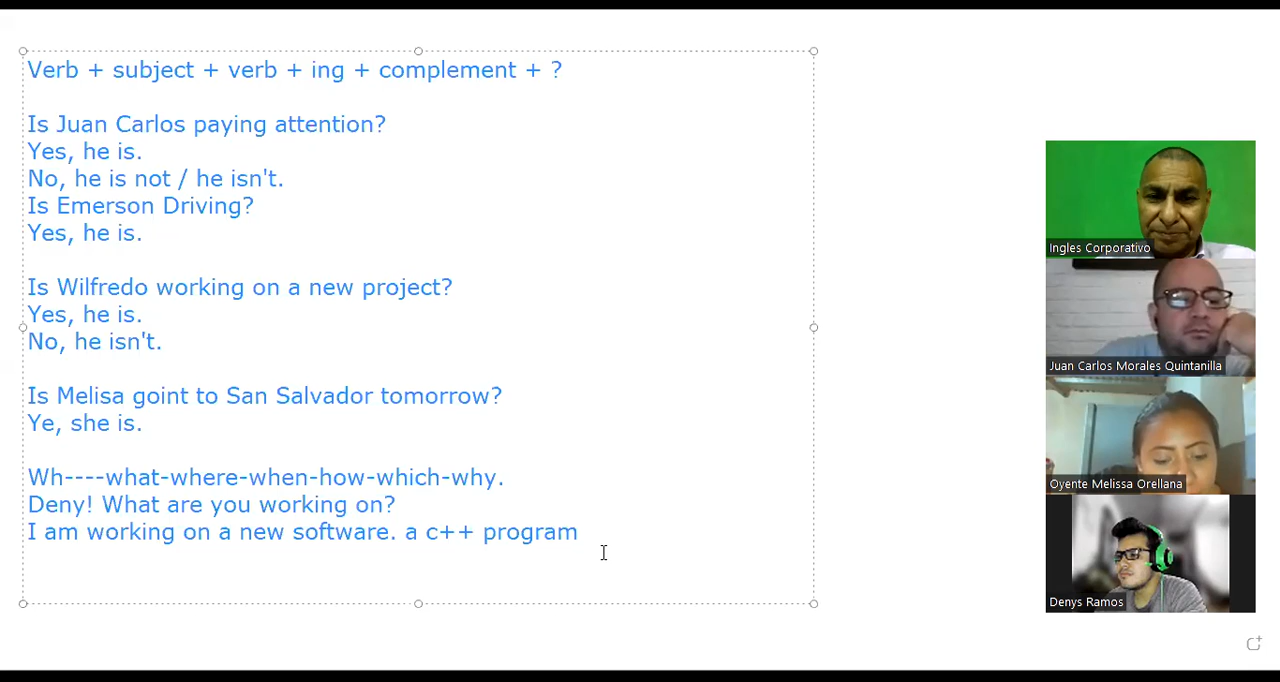 Verb + subject + verb + ing + complement + ?
Is Juan Carlos paying attention?
Yes, he is.
No, he is not / he isn't.
Is Emerson Driving?
Yes, he is.
Is Wilfredo working on a new project?
Yes, he is.
No, he isn't.
Is Melisa goint to San Salvador tomorrow?
Ye, she is.
Wh----what-where-when-how-which-why.
Deny! What are you working on?
I am working on a new software. a c++ program
Ingles Corporativo
Juan Carlos Morales Quintanilla
Oyente Melissa Orellana
Denys Ramos